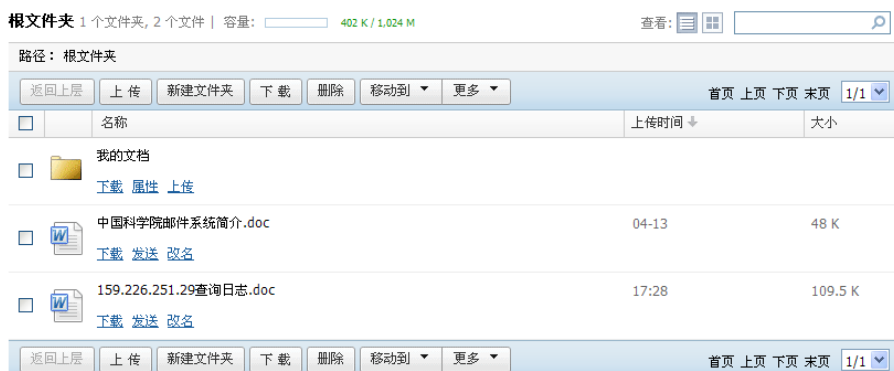 根文件夹 1 个文件夹, 2 个文件 | 容量: 402 K / 1,024 M 查看:
路径： 根文件夹
返回上层 上 传 新建文件夹 下 载 删除 移动到 更多 首页 上页 下页 末页 1/1
名称 上传时间 大小
我的文档
下载 属性 上传
中国科学院邮件系统简介.doc 04-13 48 K
下载 发送 改名
159.226.251.29查询日志.doc 17:28 109.5 K
下载 发送 改名
返回上层 上 传 新建文件夹 下 载 删除 移动到 更多 首页 上页 下页 末页 1/1